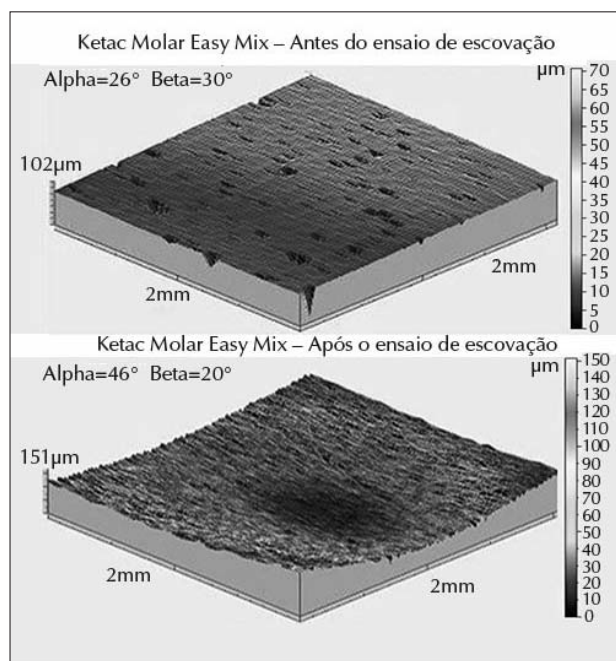 Ketac Molar Easy Mix – Antes do ensaio de escovação
Alpha=26° Beta=30°
µm
70
65
60
55
50
45
40
35
30
25
20
15
10
5
0
102µm
2mm
2mm
Ketac Molar Easy Mix – Após o ensaio de escovação
Alpha=46° Beta=20°
µm
150
140
130
120
110
100
90
80
70
60
50
40
30
20
10
0
151µm
2mm
2mm